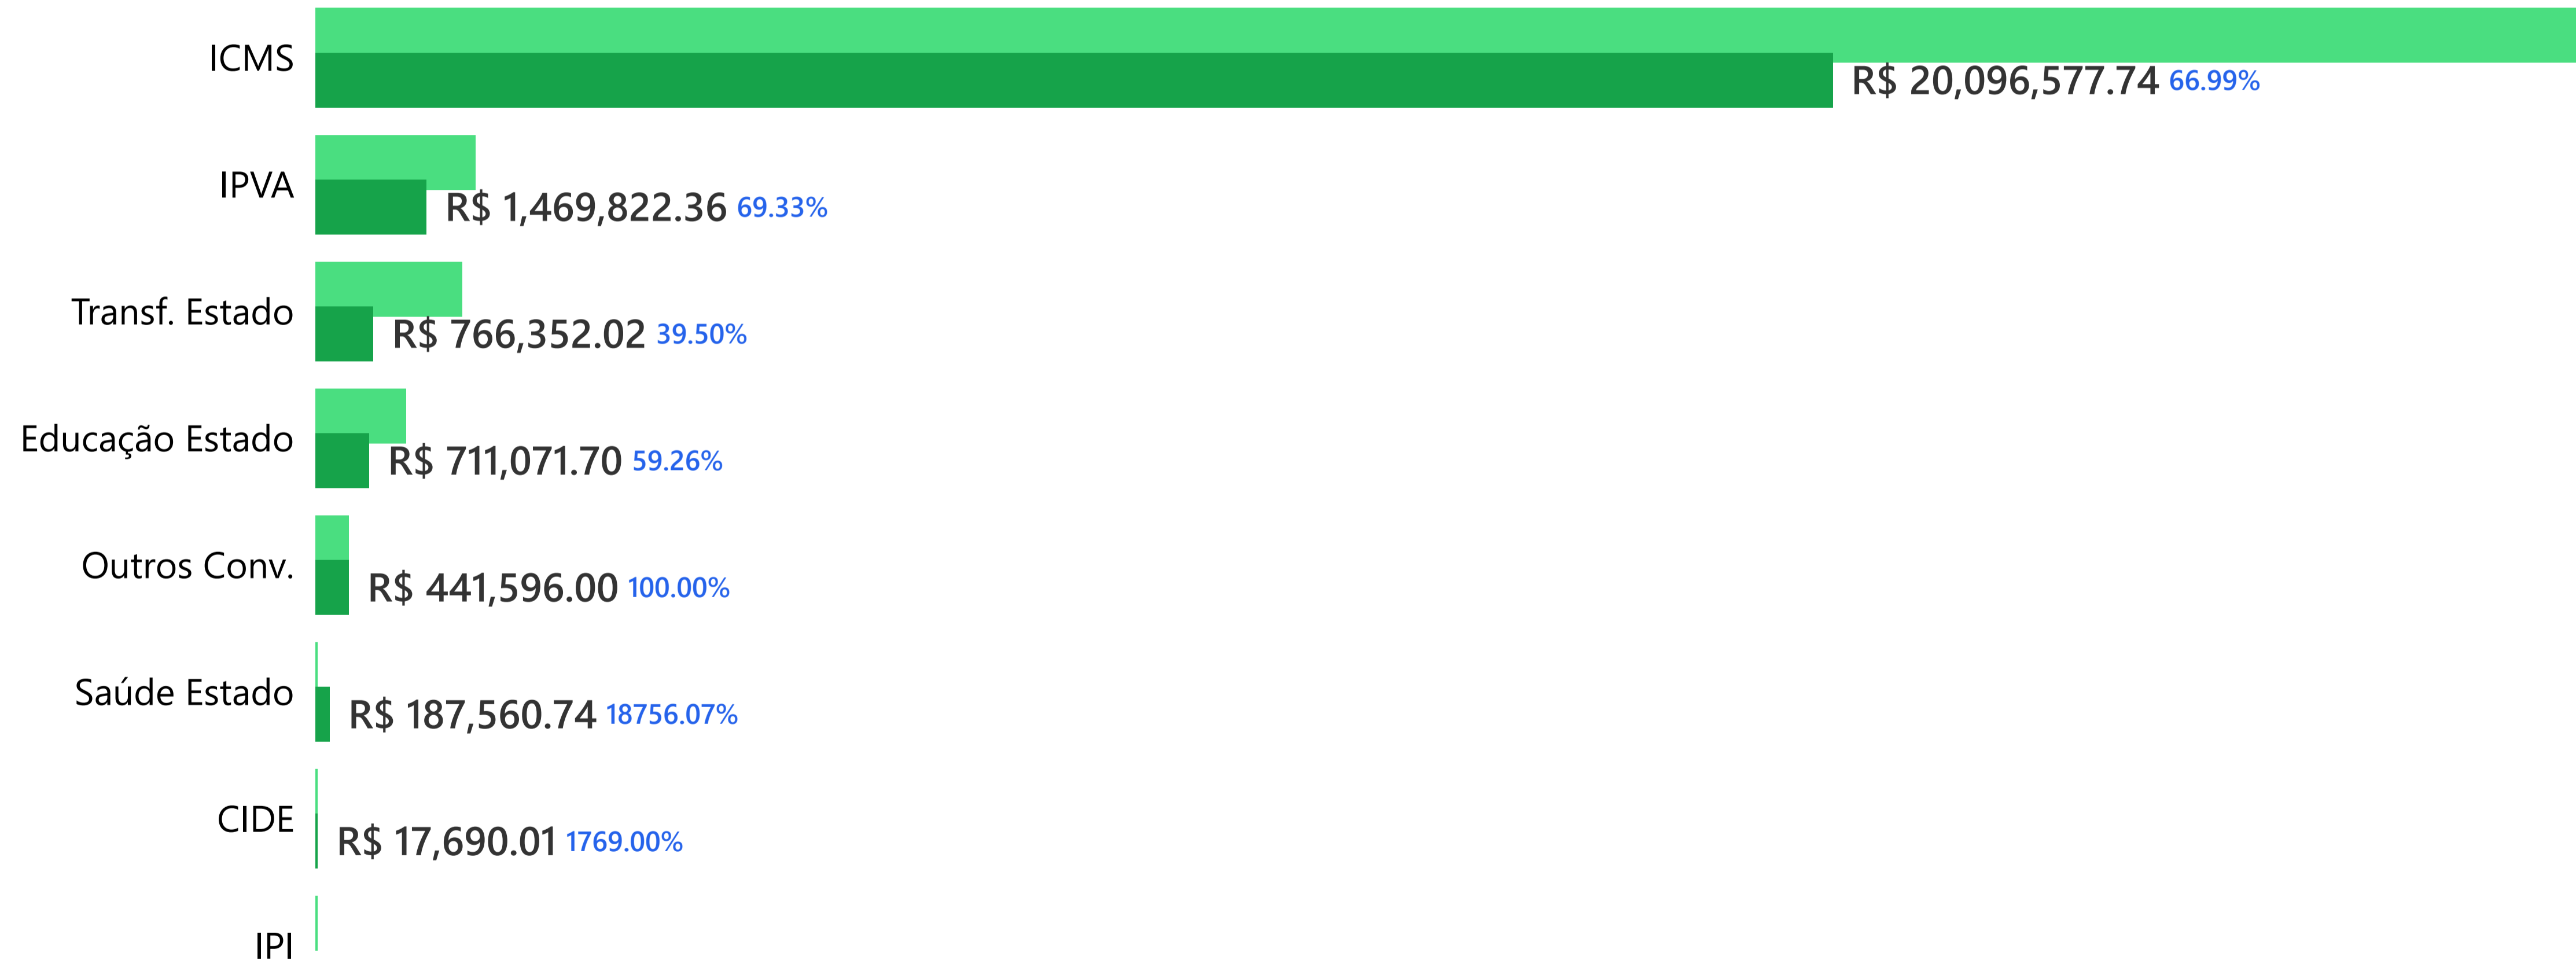 ICMS R$ 20,096,577.74 66.99%
IPVA R$ 1,469,822.36 69.33%
Transf. Estado R$ 766,352.02 39.50%
Educação Estado R$ 711,071.70 59.26%
Outros Conv. R$ 441,596.00 100.00%
Saúde Estado R$ 187,560.74 18756.07%
CIDE R$ 17,690.01 1769.00%
IPI